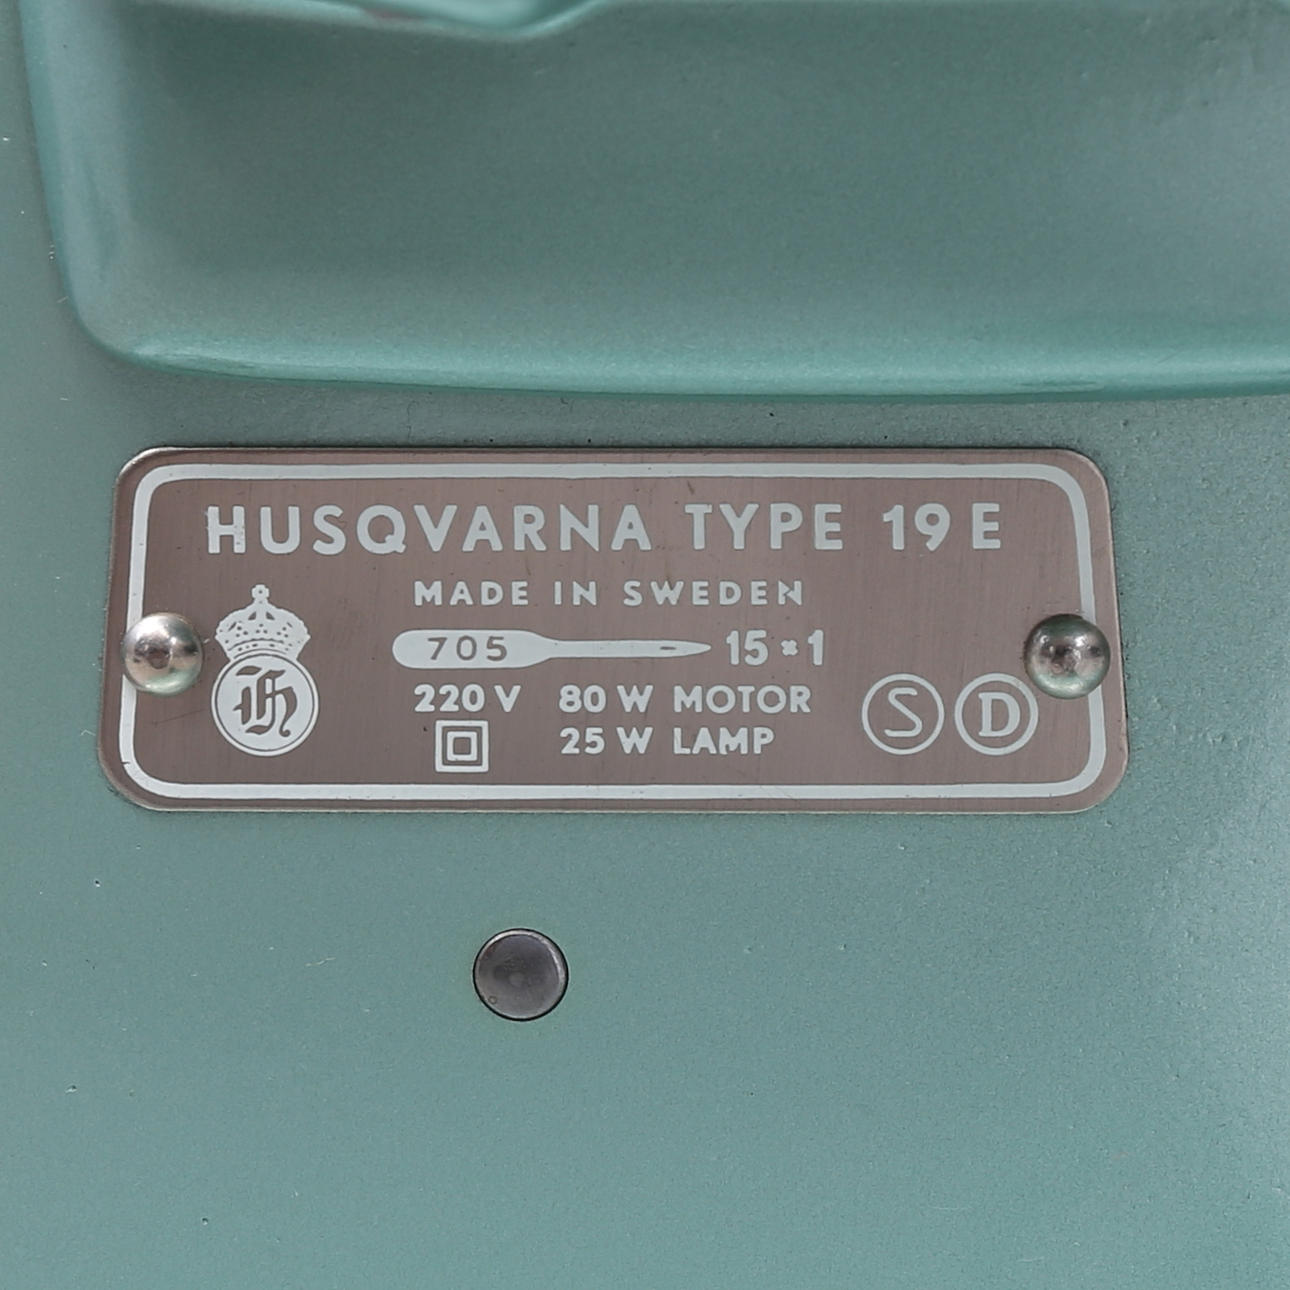 HUSQVARNA TYPE 19 E
MADE IN SWEDEN
705 15×1
H
220 V 80 W MOTOR
25 W LAMP
S D